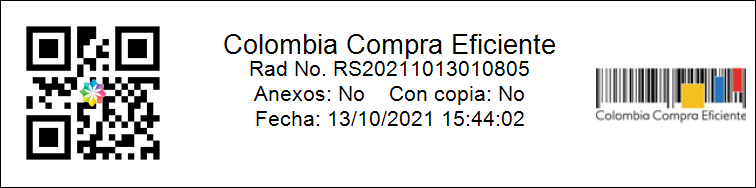 Colombia Compra Eficiente
Rad No. RS20211013010805
Anexos: No    Con copia: No
Fecha: 13/10/2021 15:44:02
Colombia Compra Eficiente